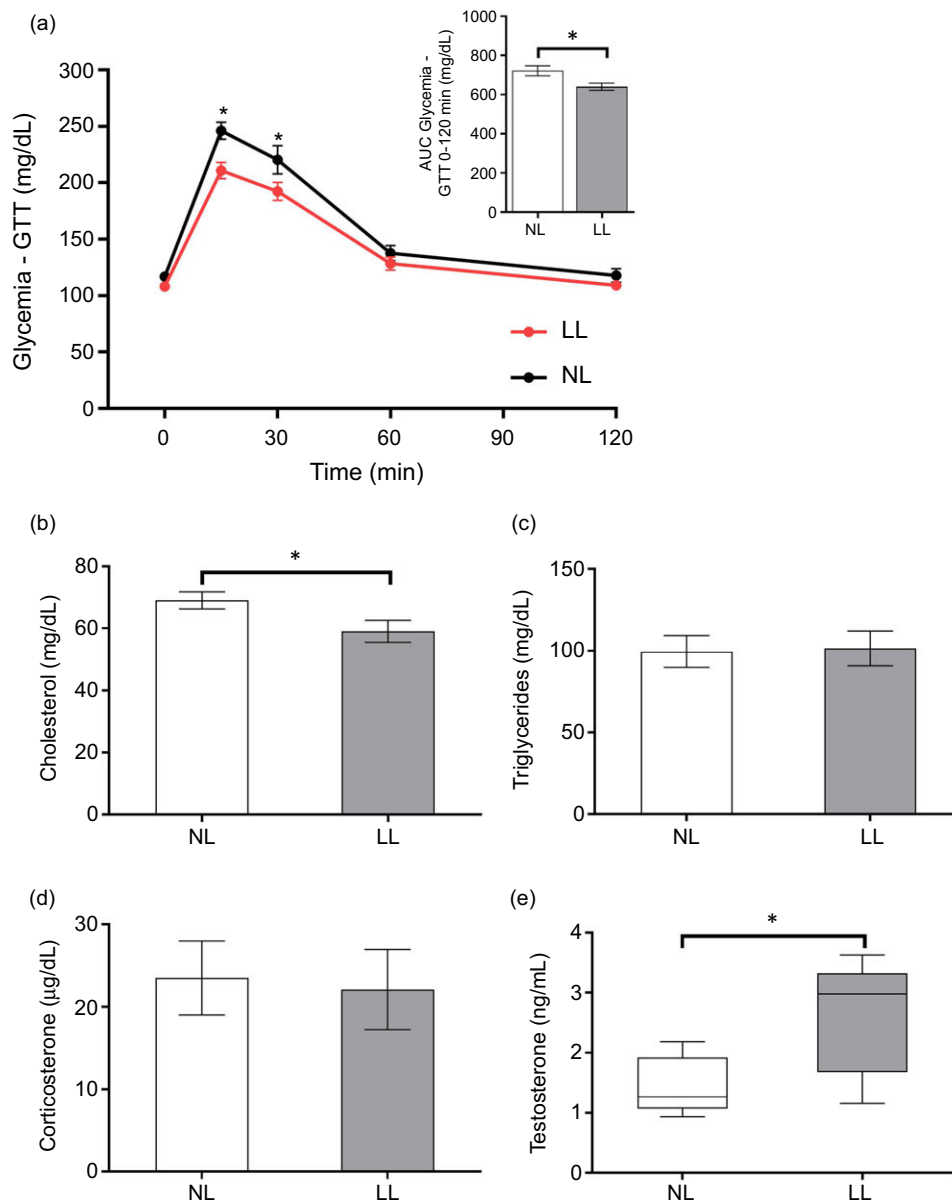 (a)
Glycemia - GTT (mg/dL)
300
250
200
150
100
50
0
*
*
0
30
60
90
120
Time (min)
LL
NL
AUC Glycemia -
GTT 0-120 min (mg/dL)
1000
800
600
400
200
0
*
NL
LL
(b)
Cholesterol (mg/dL)
80
60
40
20
0
*
NL
LL
(c)
Triglycerides (mg/dL)
150
100
50
0
NL
LL
(d)
Corticosterone (µg/dL)
30
20
10
0
NL
LL
(e)
Testosterone (ng/mL)
4
3
2
1
0
*
NL
LL